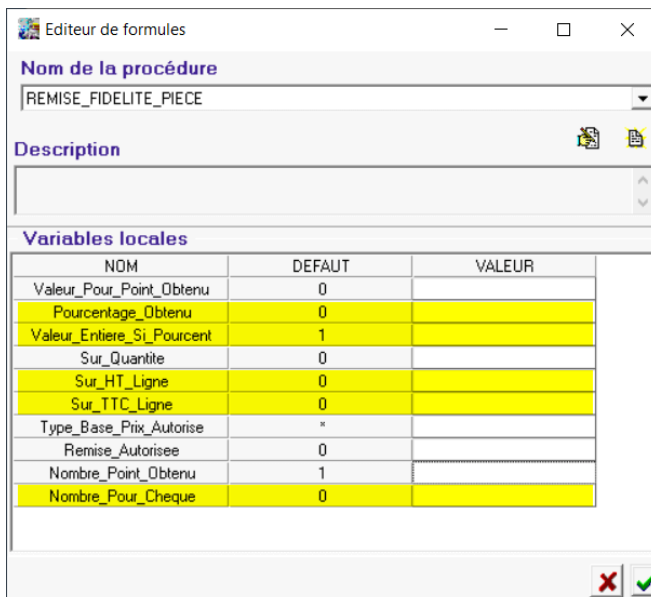 Editeur de formules
Nom de la procédure
REMISE_FIDELITE_PIECE
Description
Variables locales
NOM DEFAUT VALEUR
Valeur_Pour_Point_Obtenu 0
Pourcentage_Obtenu 0
Valeur_Entiere_Si_Pourcent 1
Sur_Quantite 0
Sur_HT_Ligne 0
Sur_TTC_Ligne 0
Type_Base_Prix_Autorise *
Remise_Autorisee 0
Nombre_Point_Obtenu 1
Nombre_Pour_Cheque 0